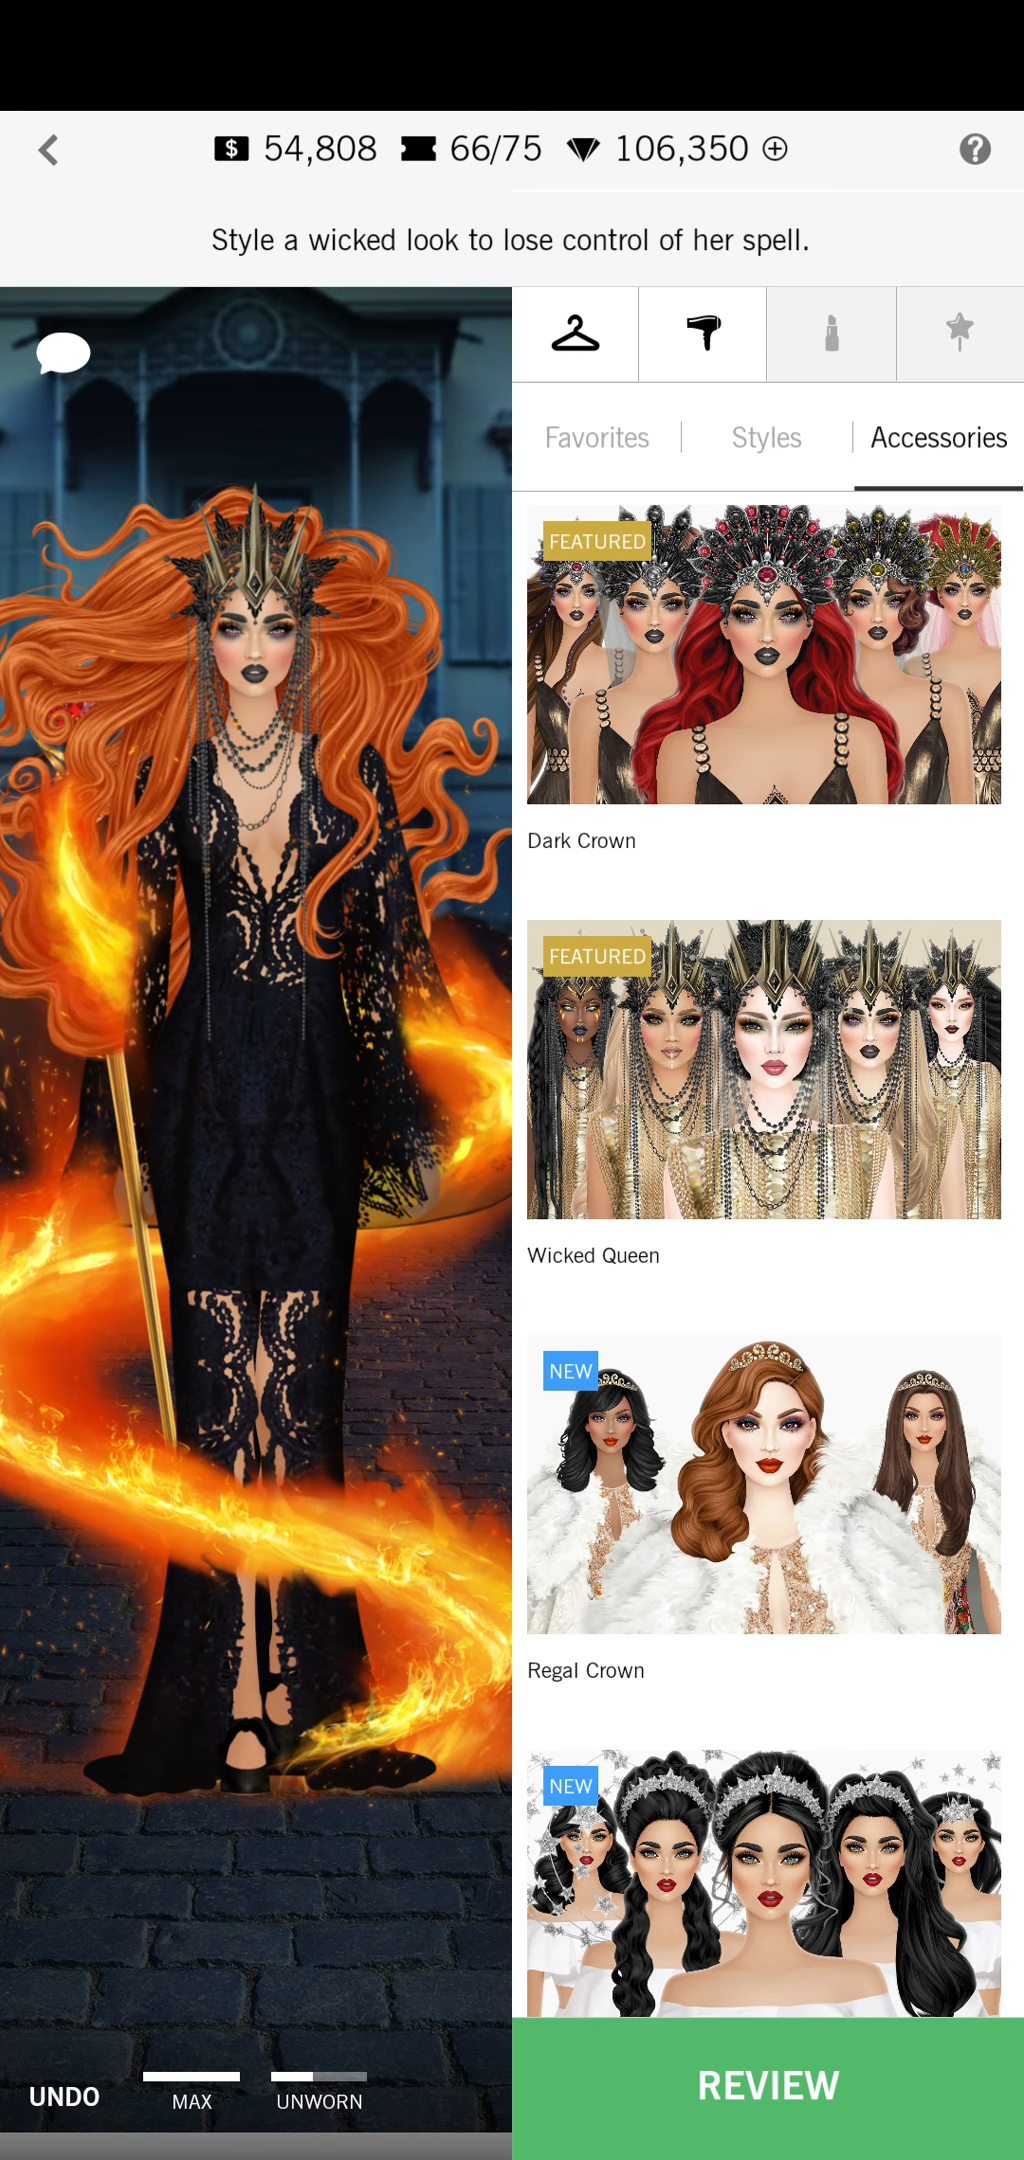 54,808 66/75 106,350
Style a wicked look to lose control of her spell.
Favorites Styles Accessories
FEATURED
Dark Crown
FEATURED
Wicked Queen
NEW
Regal Crown
NEW
UNDO MAX UNWORN
REVIEW